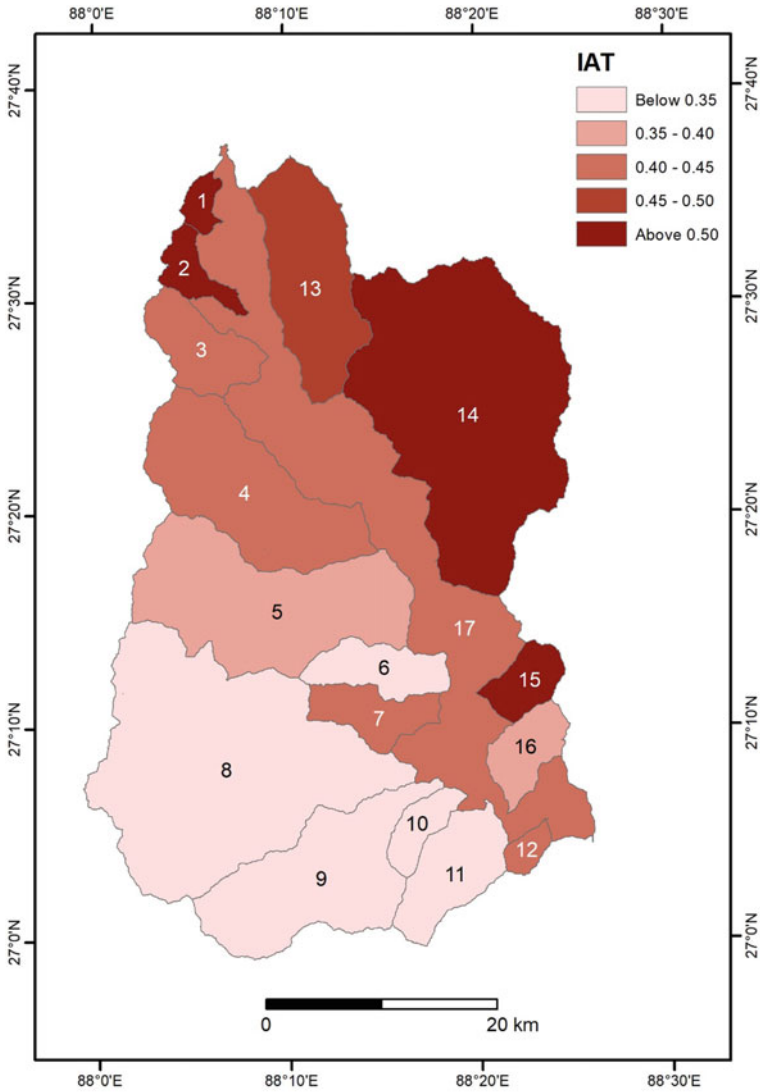 88°0'E 88°10'E 88°20'E 88°30'E
IAT
Below 0.35
0.35 - 0.40
0.40 - 0.45
0.45 - 0.50
Above 0.50
27°40'N 27°40'N
27°30'N 27°30'N
27°20'N 27°20'N
27°10'N 27°10'N
27°0'N 27°0'N
1
2
13
3
14
4
5
17
6
15
7
16
8
10
12
9
11
0 20 km
88°0'E 88°10'E 88°20'E 88°30'E